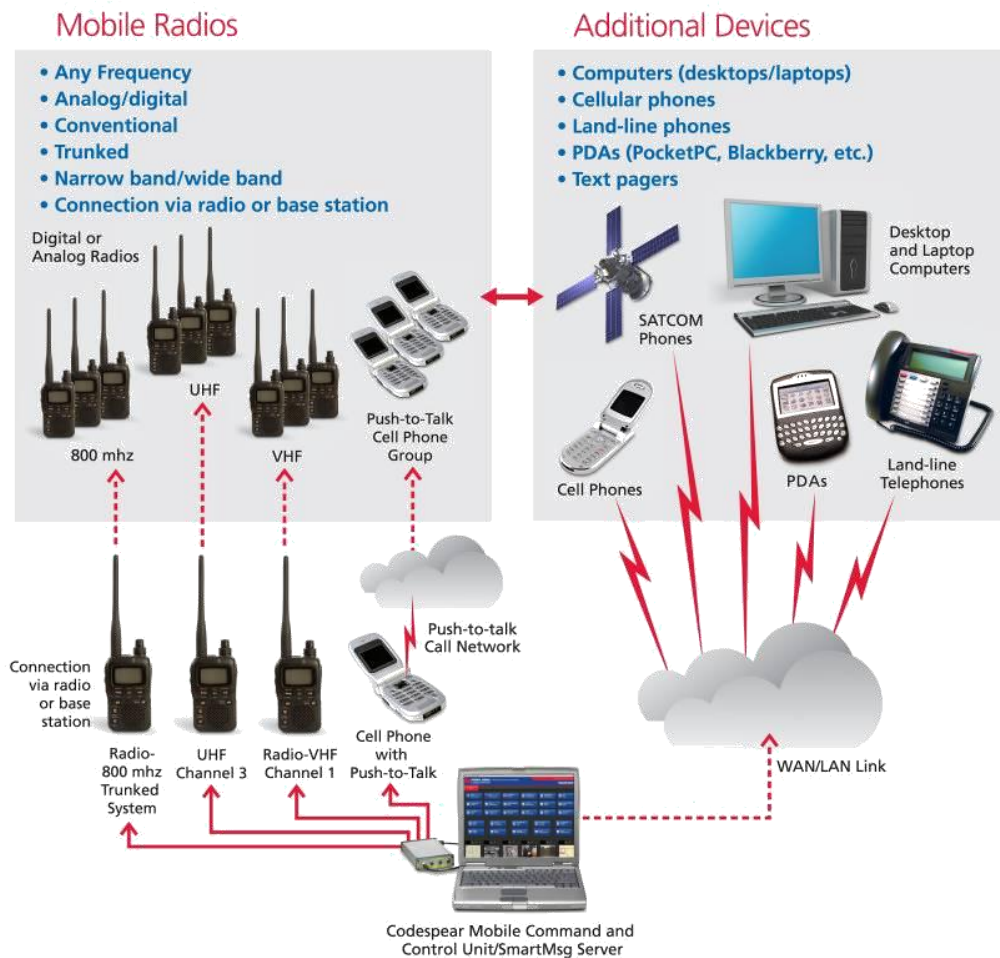 Mobile Radios
• Any Frequency
• Analog/digital
• Conventional
• Trunked
• Narrow band/wide band
• Connection via radio or base station
Digital or
Analog Radios
800 mhz
UHF
VHF
Push-to-Talk
Cell Phone
Group
Additional Devices
• Computers (desktops/laptops)
• Cellular phones
• Land-line phones
• PDAs (PocketPC, Blackberry, etc.)
• Text pagers
SATCOM
Phones
Desktop
and Laptop
Computers
Cell Phones
PDAs
Land-line
Telephones
Push-to-talk
Call Network
Connection
via radio
or base
station
Radio-
800 mhz
Trunked
System
UHF
Channel 3
Radio-VHF
Channel 1
Cell Phone
with
Push-to-Talk
WAN/LAN Link
Codespear Mobile Command and
Control Unit/SmartMsg Server